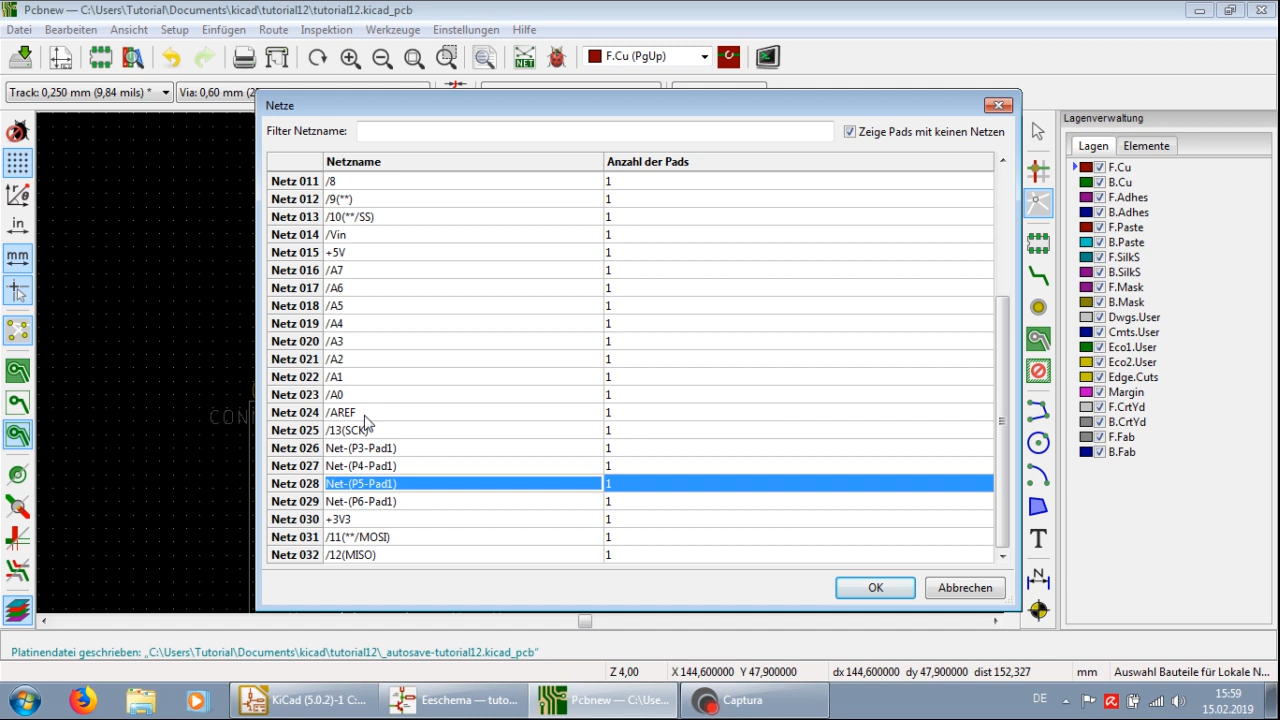 Pcbnew — C:\Users\Tutorial\Documents\kicad\tutorial12\tutorial12.kicad_pcb
Datei Bearbeiten Ansicht Setup Einfügen Route Inspektion Werkzeuge Einstellungen Hilfe
NET
F.Cu (PgUp)
Track: 0,250 mm (9,84 mils) *
Via: 0,60 mm
Netze
Filter Netzname:
Zeige Pads mit keinen Netzen
Netzname Anzahl der Pads
Netz 011 /8 1
Netz 012 /9(**) 1
Netz 013 /10(**/SS) 1
Netz 014 /Vin 1
Netz 015 +5V 1
Netz 016 /A7 1
Netz 017 /A6 1
Netz 018 /A5 1
Netz 019 /A4 1
Netz 020 /A3 1
Netz 021 /A2 1
Netz 022 /A1 1
Netz 023 /A0 1
Netz 024 /AREF 1
Netz 025 /13(SCK) 1
Netz 026 Net-(P3-Pad1) 1
Netz 027 Net-(P4-Pad1) 1
Netz 028 Net-(P5-Pad1) 1
Netz 029 Net-(P6-Pad1) 1
Netz 030 +3V3 1
Netz 031 /11(**/MOSI) 1
Netz 032 /12(MISO) 1
OK Abbrechen
in
mm
CON
T
N
Lagenverwaltung
Lagen Elemente
F.Cu
B.Cu
F.Adhes
B.Adhes
F.Paste
B.Paste
F.SilkS
B.SilkS
F.Mask
B.Mask
Dwgs.User
Cmts.User
Eco1.User
Eco2.User
Edge.Cuts
Margin
F.CrtYd
B.CrtYd
F.Fab
B.Fab
Platinendatei geschrieben: „C:\Users\Tutorial\Documents\kicad\tutorial12\_autosave-tutorial12.kicad_pcb“
Z 4,00 X 144,600000 Y 47,900000 dx 144,600000 dy 47,900000 dist 152,327 mm Auswahl Bauteile für Lokale N...
KiCad (5.0.2)-1 C:...
Eeschema — tuto...
Pcbnew — C:\Use...
Captura
DE
15:59
15.02.2019